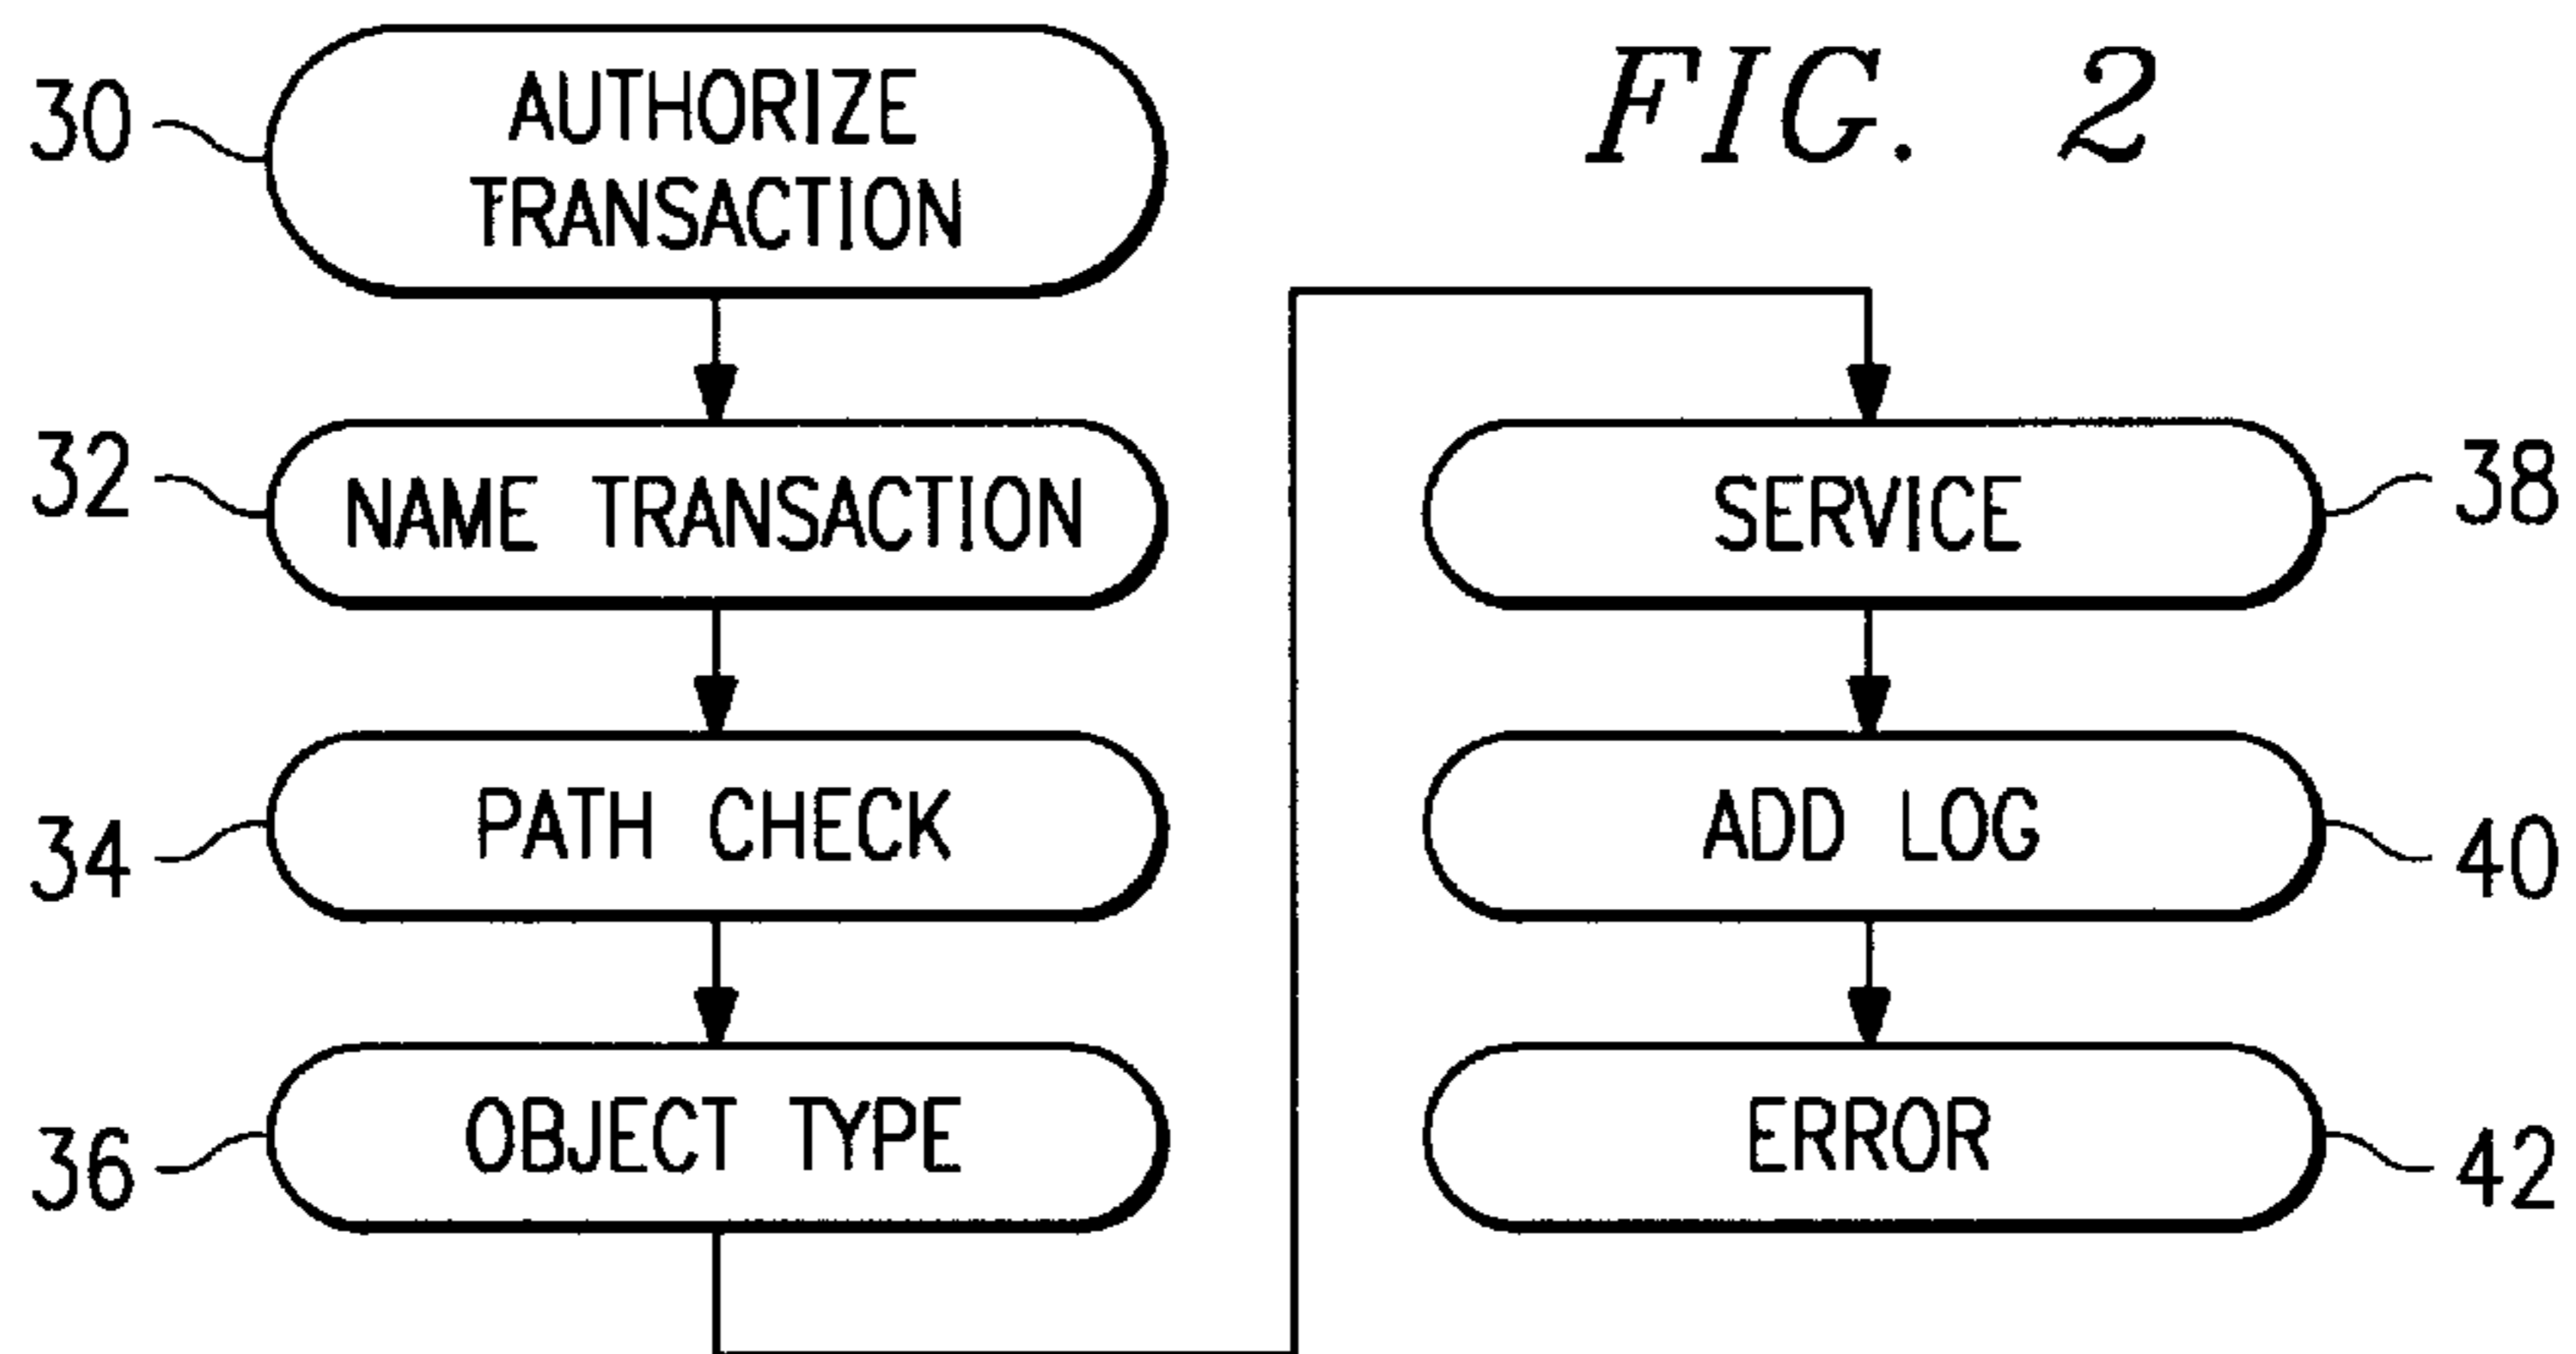 FIG. 2
30
AUTHORIZE
TRANSACTION
32
NAME TRANSACTION
34
PATH CHECK
36
OBJECT TYPE
SERVICE
38
ADD LOG
40
ERROR
42